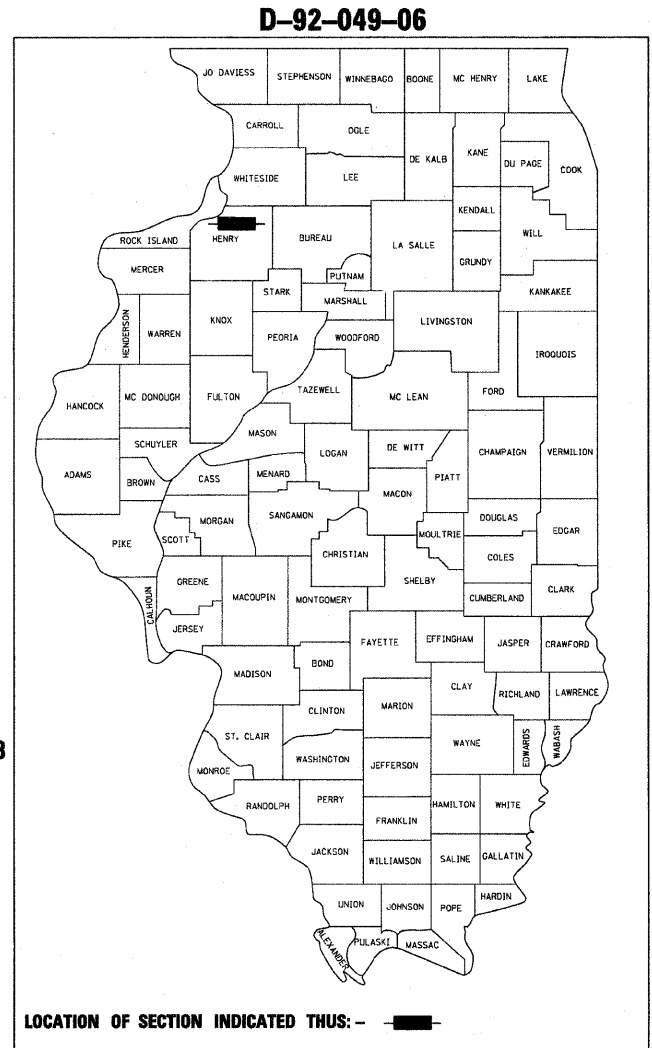 D-92-049-06
JO DAVIESS STEPHENSON WINNEBAGO BOONE MC HENRY LAKE
CARROLL OGLE DE KALB KANE DU PAGE COOK
WHITESIDE LEE
KENDALL WILL
ROCK ISLAND HENRY BUREAU LA SALLE GRUNDY
MERCER PUTNAM
STARK MARSHALL KANKAKEE
HENDERSON WARREN KNOX PEORIA WOODFORD LIVINGSTON IROQUOIS
HANCOCK MC DONOUGH FULTON TAZEWELL MC LEAN FORD
MASON
SCHUYLER LOGAN DE WITT CHAMPAIGN VERMILION
ADAMS BROWN CASS MENARD PIATT
MACON
PIKE SCOTT MORGAN SANGAMON MOULTRIE DOUGLAS EDGAR
CHRISTIAN COLES
CALHOUN GREENE MACOUPIN MONTGOMERY SHELBY CUMBERLAND CLARK
JERSEY FAYETTE EFFINGHAM JASPER CRAWFORD
MADISON BOND
CLAY RICHLAND LAWRENCE
CLINTON MARION
ST. CLAIR WAYNE EDWARDS WABASH
B
WASHINGTON JEFFERSON
MONROE
RANDOLPH PERRY HAMILTON WHITE
FRANKLIN
JACKSON WILLIAMSON SALINE GALLATIN
UNION JOHNSON POPE HARDIN
ALEXANDER PULASKI MASSAC
LOCATION OF SECTION INDICATED THUS: -